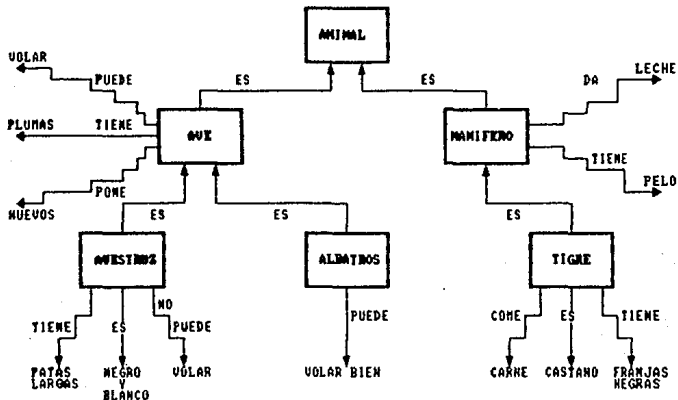 ANIMAL
VOLAR
PUEDE
ES
ES
DA
LECHE
PLUMAS
TIENE
AVE
MAMIFERO
PONE
TIENE
HUEVOS
PELO
ES
ES
ES
AVESTRUZ
ALBATROS
TIGRE
NO
TIENE
ES
PUEDE
PUEDE
COME
ES
TIENE
PATAS
LARGAS
NEGRO
Y
BLANCO
VOLAR
VOLAR BIEN
CARNE
CASTANO
FRANJAS
NEGRAS